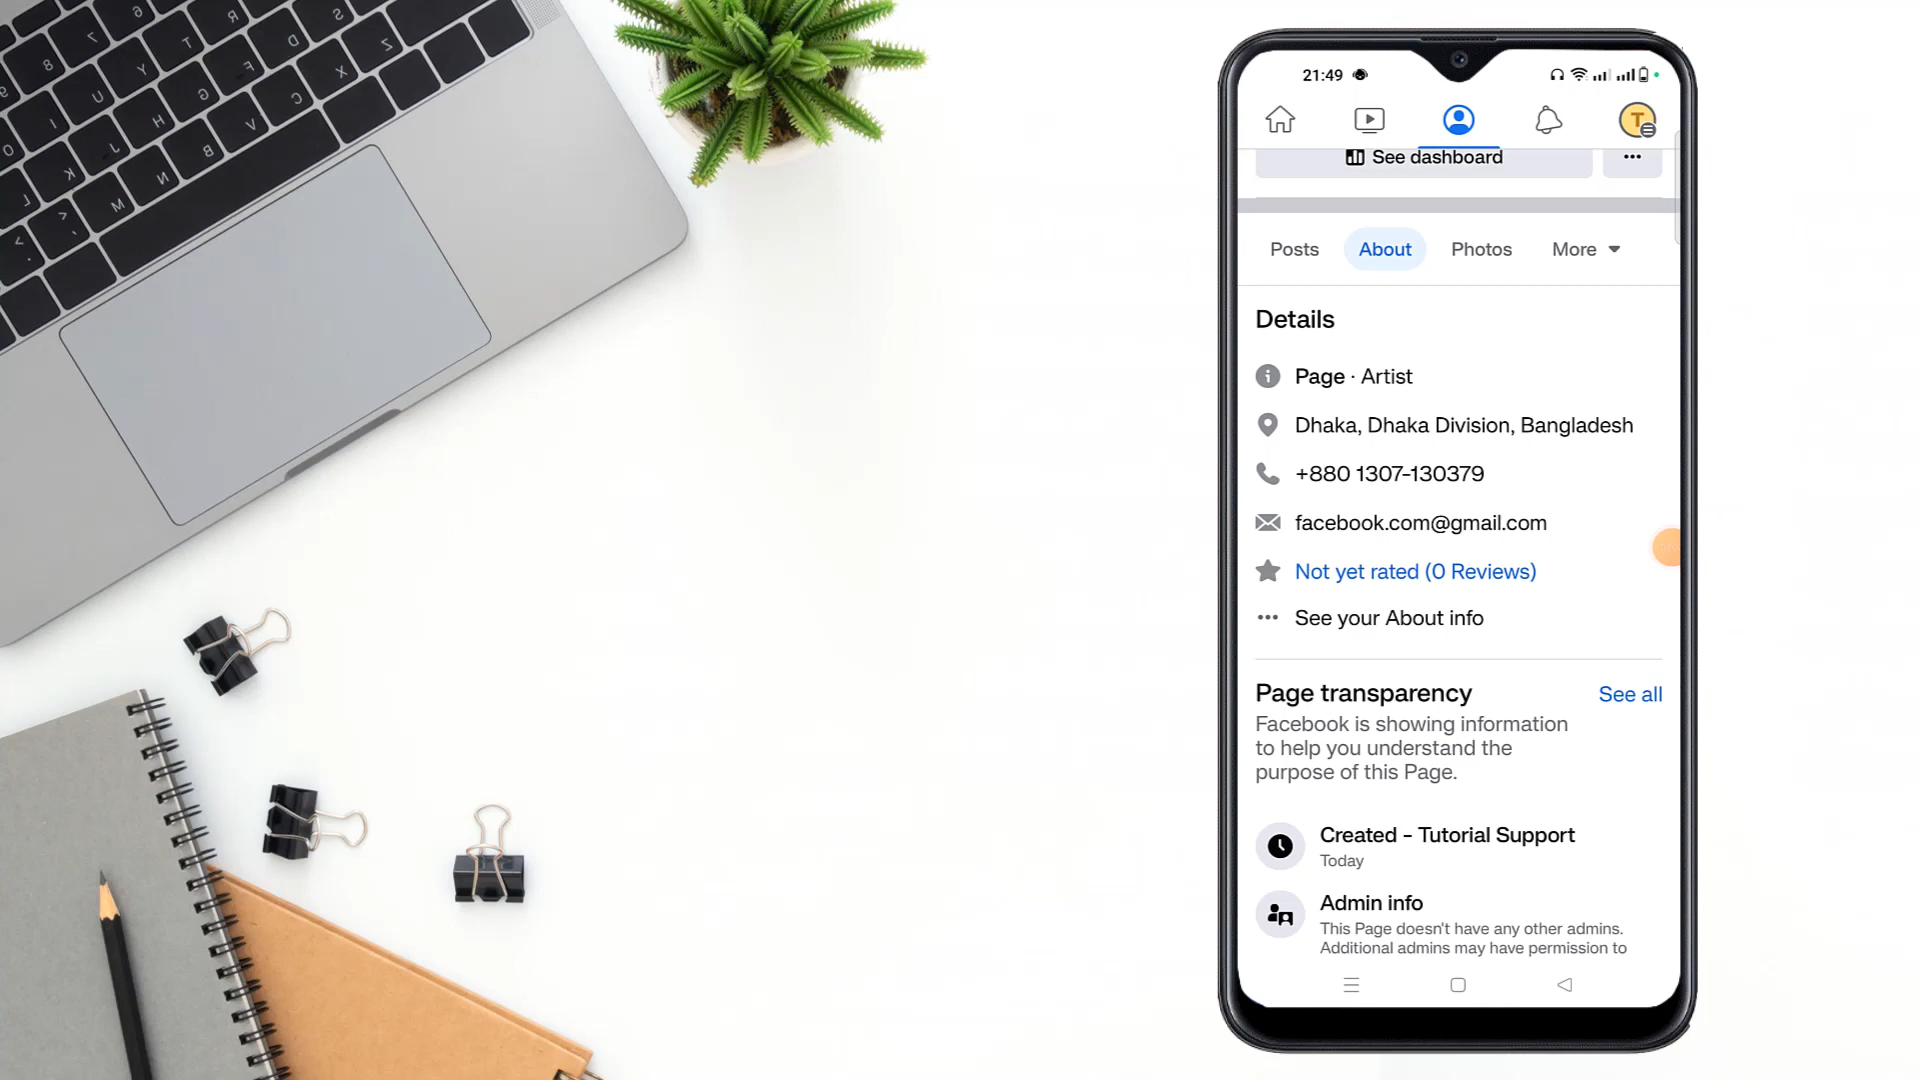 21:49
T
See dashboard
Posts About Photos More
Details
Page · Artist
Dhaka, Dhaka Division, Bangladesh
+880 1307-130379
facebook.com@gmail.com
Not yet rated (0 Reviews)
See your About info
Page transparency See all
Facebook is showing information
to help you understand the
purpose of this Page.
Created - Tutorial Support
Today
Admin info
This Page doesn't have any other admins.
Additional admins may have permission to